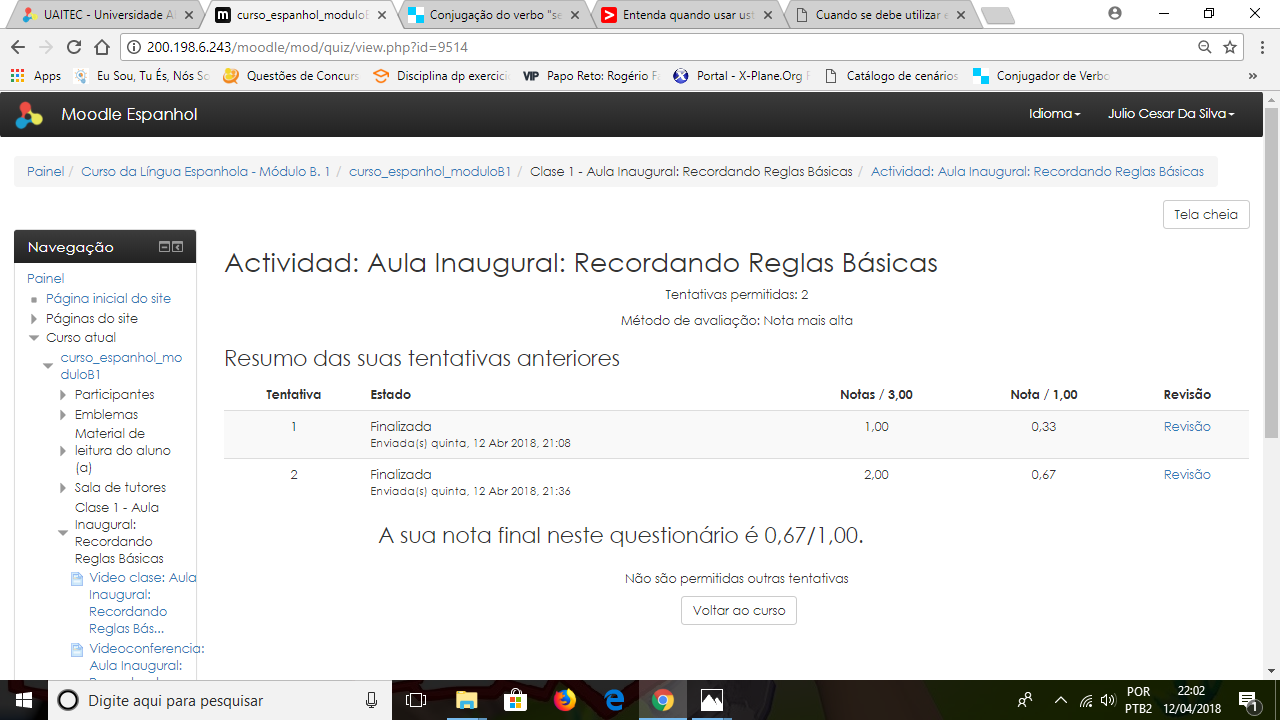 UAITEC - Universidade A
curso_espanhol_modulo
Conjugação do verbo "se
Entenda quando usar ust
Cuando se debe utilizar e
200.198.6.243/moodle/mod/quiz/view.php?id=9514
Apps
Eu Sou, Tu És, Nós So
Questões de Concurs
Disciplina dp exercici
VIP Papo Reto: Rogério F
Portal - X-Plane.Org F
Catálogo de cenários
Conjugador de Verbo
»
Moodle Espanhol
Idioma
Julio Cesar Da Silva
Painel / Curso da Língua Espanhola - Módulo B. 1 / curso_espanhol_moduloB1 / Clase 1 - Aula Inaugural: Recordando Reglas Básicas / Actividad: Aula Inaugural: Recordando Reglas Básicas
Tela cheia
Navegação
Painel
Página inicial do site
Páginas do site
Curso atual
curso_espanhol_mo
duloB1
Participantes
Emblemas
Material de
leitura do aluno
(a)
Sala de tutores
Clase 1 - Aula
Inaugural:
Recordando
Reglas Básicas
Video clase: Aula
Inaugural:
Recordando
Reglas Bás...
Videoconferencia:
Aula Inaugural:
Actividad: Aula Inaugural: Recordando Reglas Básicas
Tentativas permitidas: 2
Método de avaliação: Nota mais alta
Resumo das suas tentativas anteriores
Tentativa Estado Notas / 3,00 Nota / 1,00 Revisão
1 Finalizada 1,00 0,33 Revisão
Enviada(s) quinta, 12 Abr 2018, 21:08
2 Finalizada 2,00 0,67 Revisão
Enviada(s) quinta, 12 Abr 2018, 21:36
A sua nota final neste questionário é 0,67/1,00.
Não são permitidas outras tentativas
Voltar ao curso
Digite aqui para pesquisar
POR
PTB2
22:02
12/04/2018
1